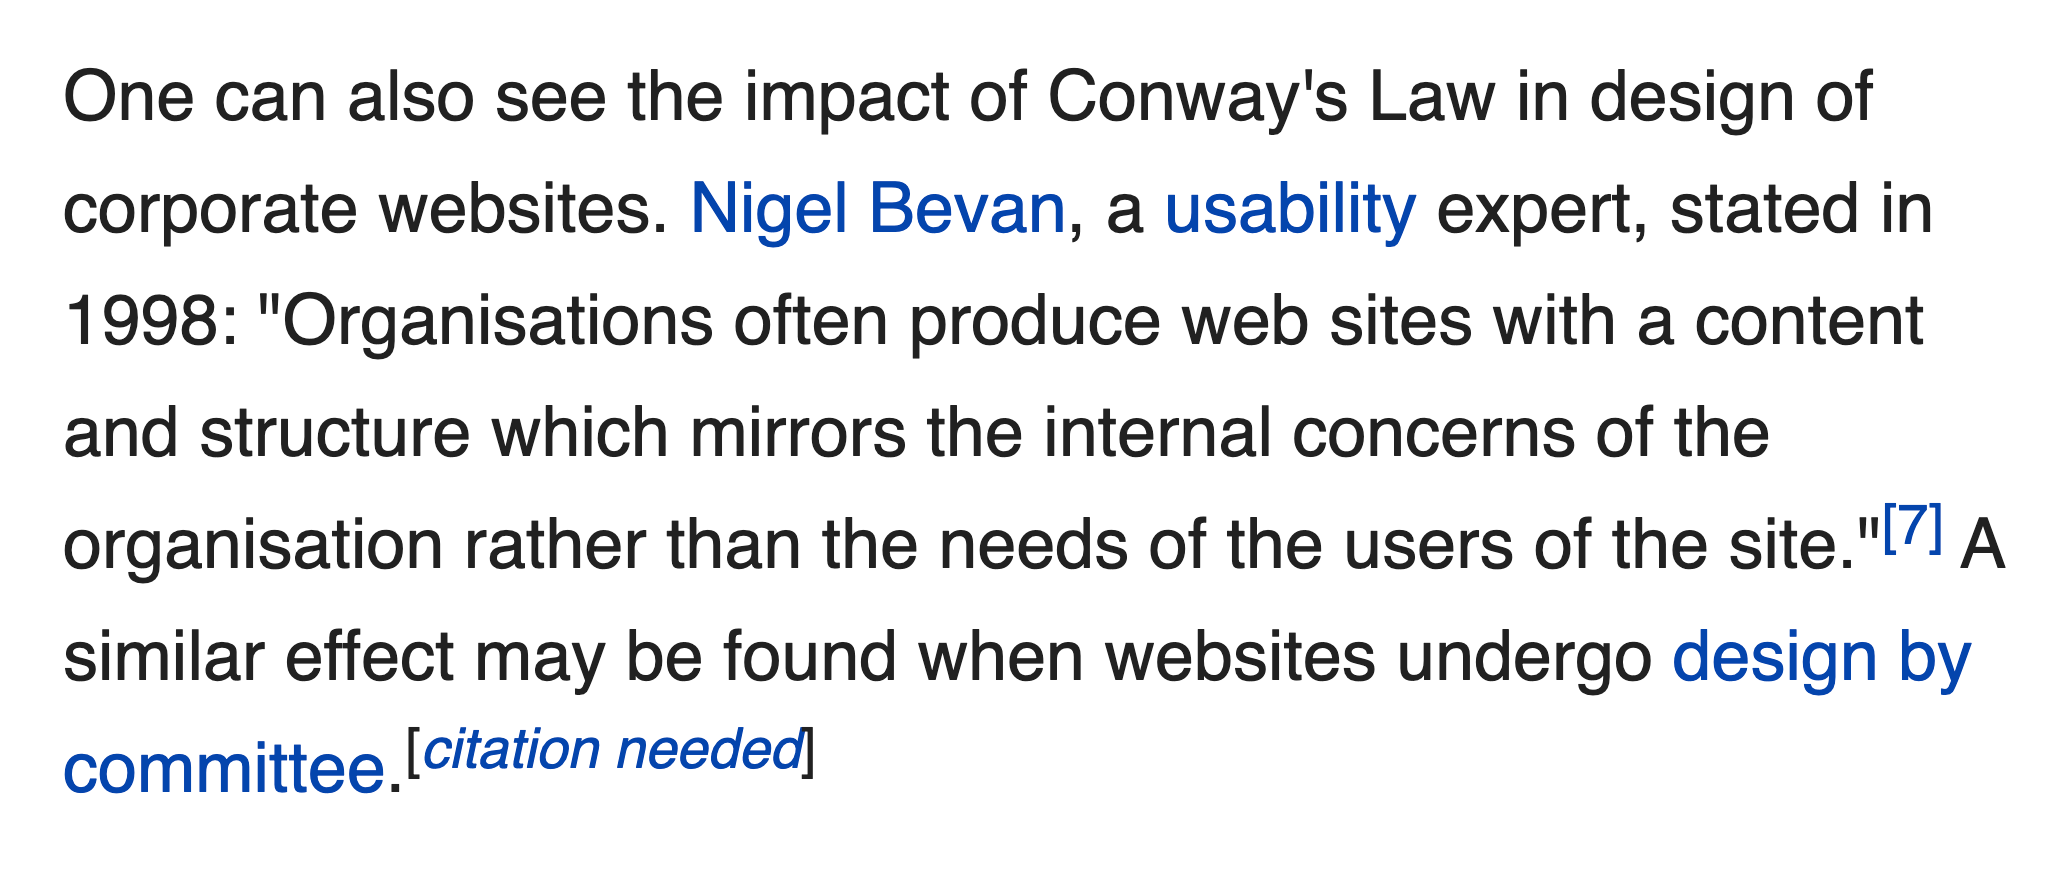 One can also see the impact of Conway's Law in design of
corporate websites. Nigel Bevan, a usability expert, stated in
1998: "Organisations often produce web sites with a content
and structure which mirrors the internal concerns of the
organisation rather than the needs of the users of the site."[7] A
similar effect may be found when websites undergo design by
committee.[citation needed]